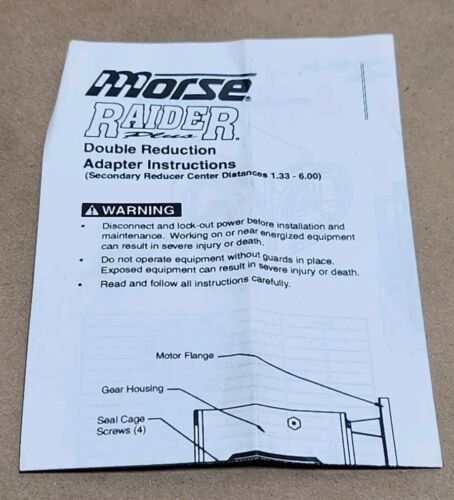 morse®
RAIDER®
Plus
Double Reduction
Adapter Instructions
(Secondary Reducer Center Distances 1.33 - 6.00)
WARNING
• Disconnect and lock-out power before installation and
maintenance. Working on or near energized equipment
can result in severe injury or death.
• Do not operate equipment without guards in place.
Exposed equipment can result in severe injury or death.
• Read and follow all instructions carefully.
Motor Flange
Gear Housing
Seal Cage
Screws (4)